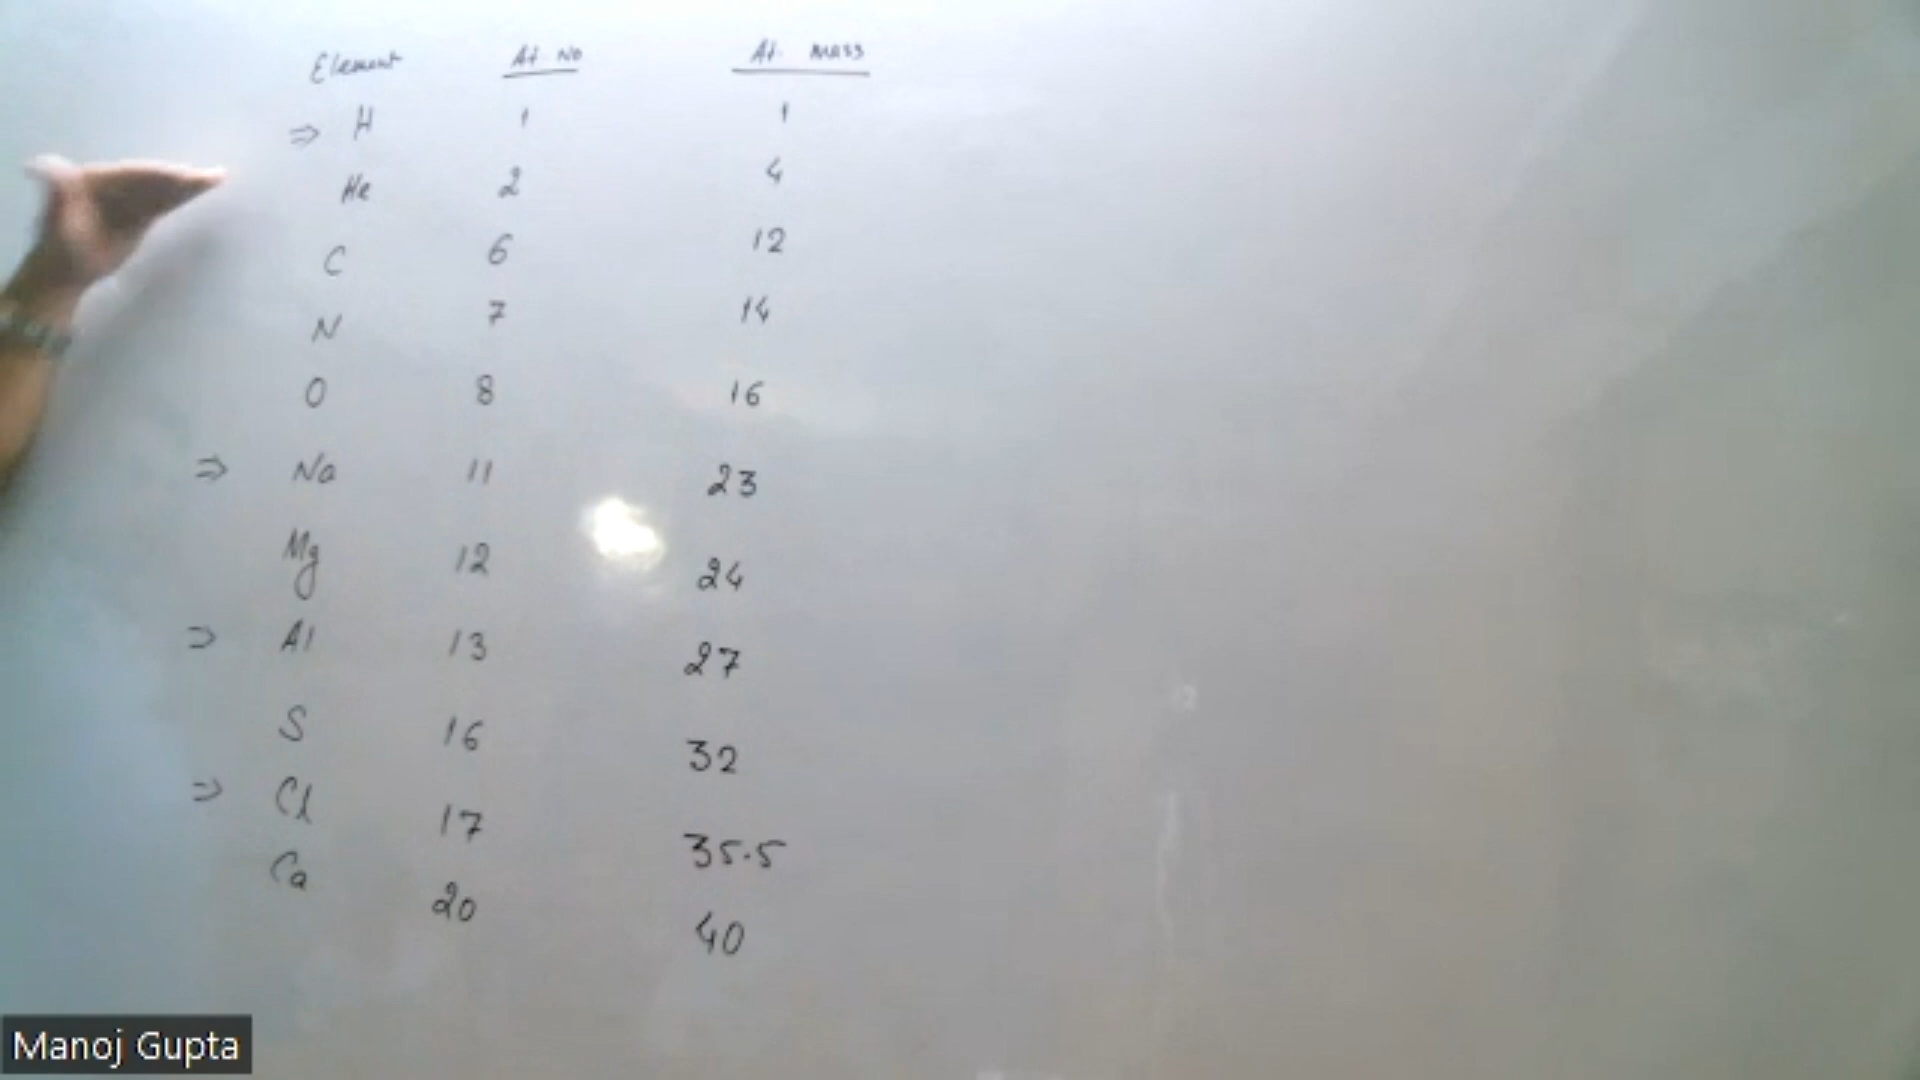 Element At. No At. mass
⇒ H 1 1
He 2 4
C 6 12
N 7 14
O 8 16
⇒ Na 11 23
Mg 12 24
⇒ Al 13 27
S 16 32
⇒ Cl 17 35.5
Ca 20 40
Manoj Gupta